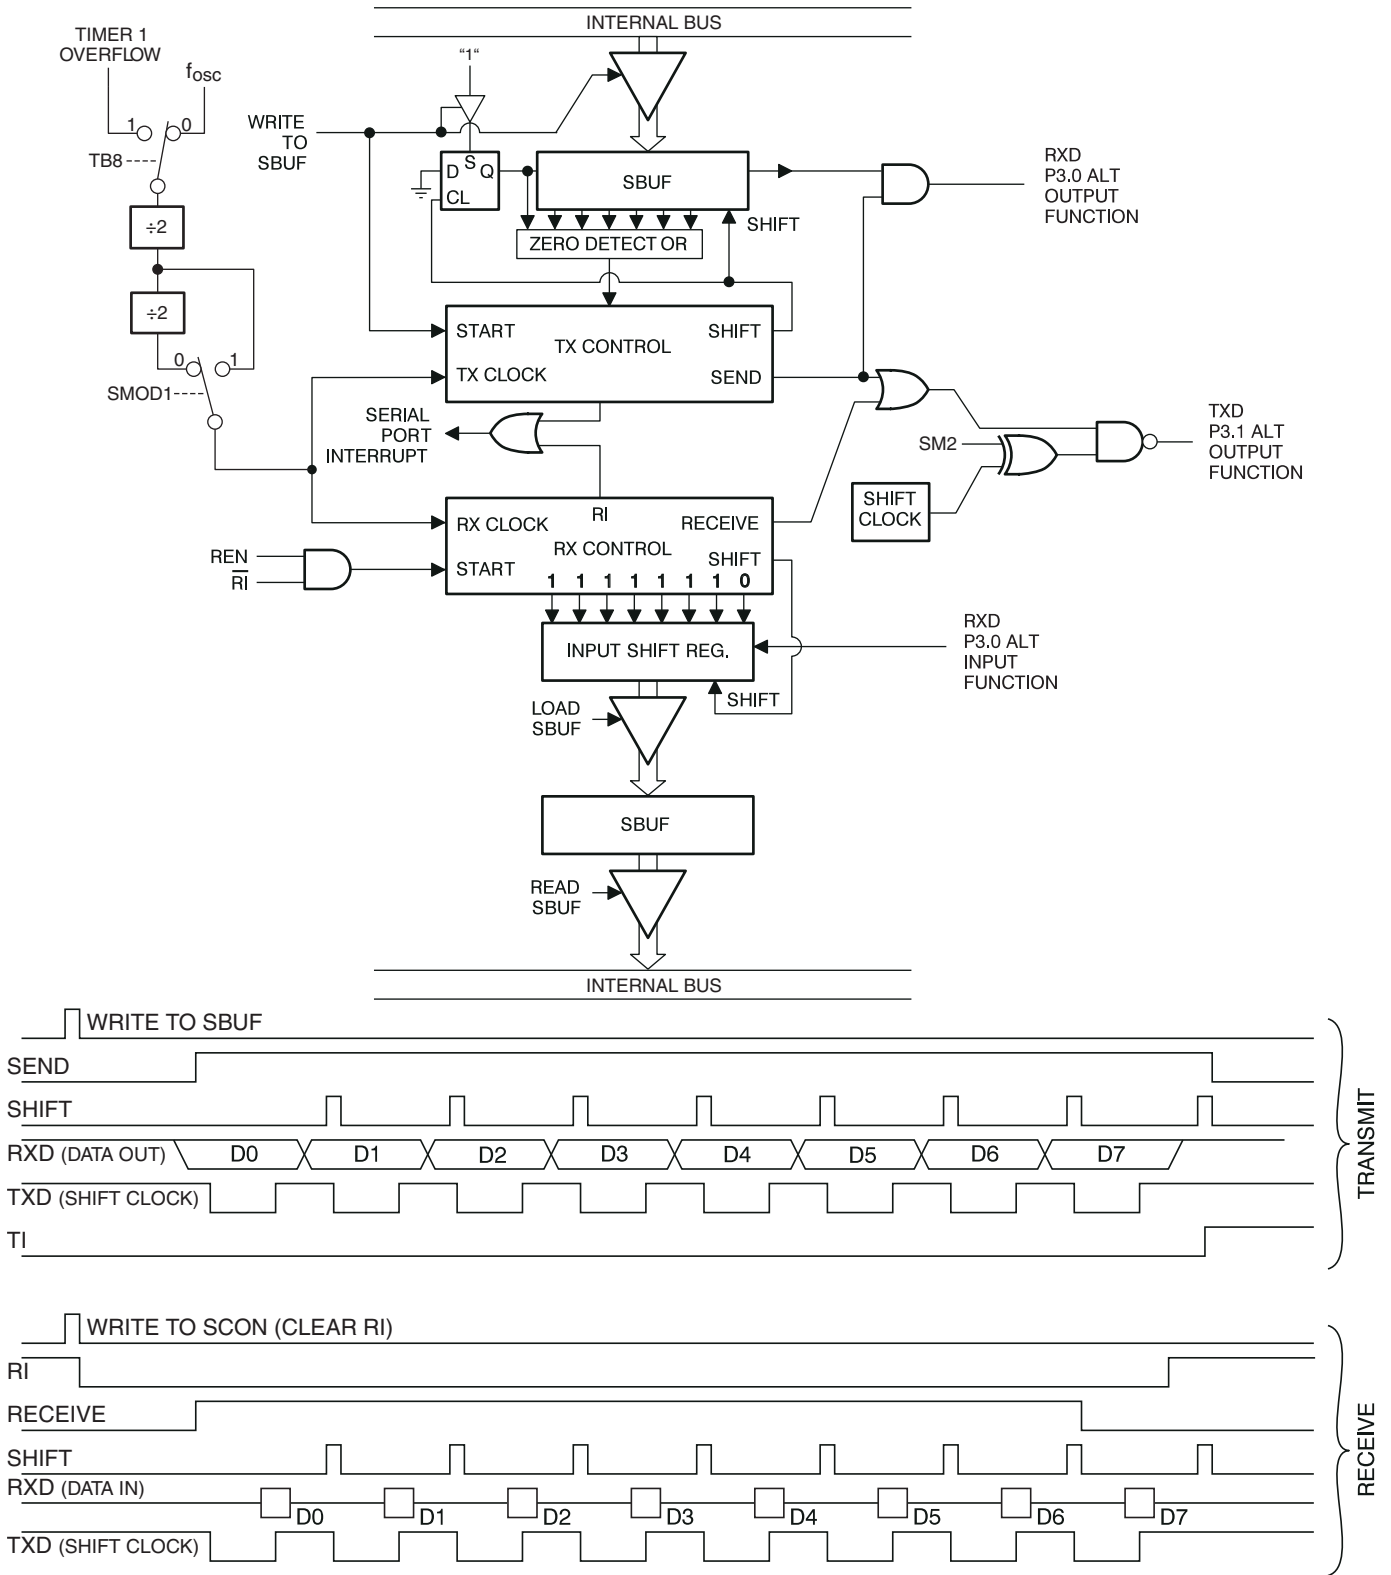 INTERNAL BUS
TIMER 1
OVERFLOW
fosc
"1"
1
0
TB8
WRITE
TO
SBUF
D
S
Q
CL
SBUF
SHIFT
RXD
P3.0 ALT
OUTPUT
FUNCTION
÷2
ZERO DETECT OR
÷2
START
SHIFT
TX CONTROL
TX CLOCK
SEND
0
1
SMOD1
SERIAL
PORT
INTERRUPT
SM2
TXD
P3.1 ALT
OUTPUT
FUNCTION
SHIFT
CLOCK
RX CLOCK
RI
RECEIVE
RX CONTROL
SHIFT
START
REN
RI
1 1 1 1 1 1 1 0
INPUT SHIFT REG.
RXD
P3.0 ALT
INPUT
FUNCTION
SHIFT
LOAD
SBUF
SBUF
READ
SBUF
INTERNAL BUS
WRITE TO SBUF
SEND
SHIFT
RXD (DATA OUT) D0 D1 D2 D3 D4 D5 D6 D7
TXD (SHIFT CLOCK)
TI
TRANSMIT
WRITE TO SCON (CLEAR RI)
RI
RECEIVE
SHIFT
RXD (DATA IN) D0 D1 D2 D3 D4 D5 D6 D7
TXD (SHIFT CLOCK)
RECEIVE